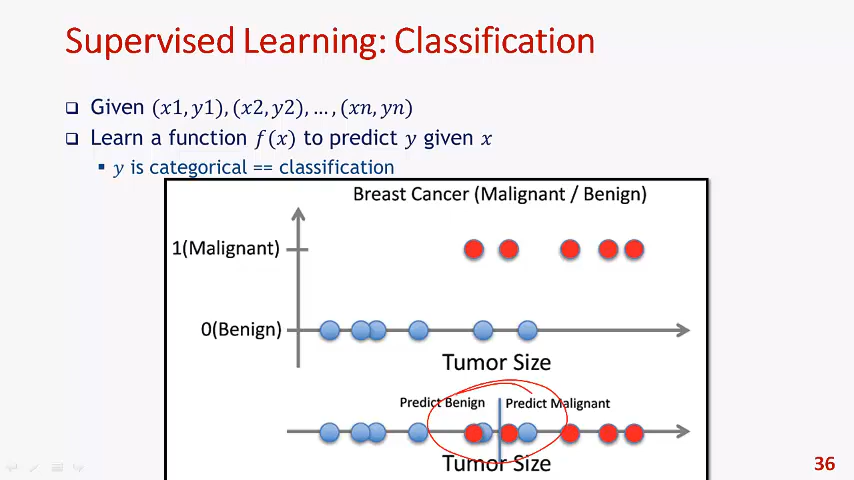 Supervised Learning: Classification
Given (x1, y1), (x2, y2), … , (xn, yn)
Learn a function f(x) to predict y given x
y is categorical == classification
Breast Cancer (Malignant / Benign)
1(Malignant)
0(Benign)
Tumor Size
Predict Benign
Predict Malignant
Tumor Size
36